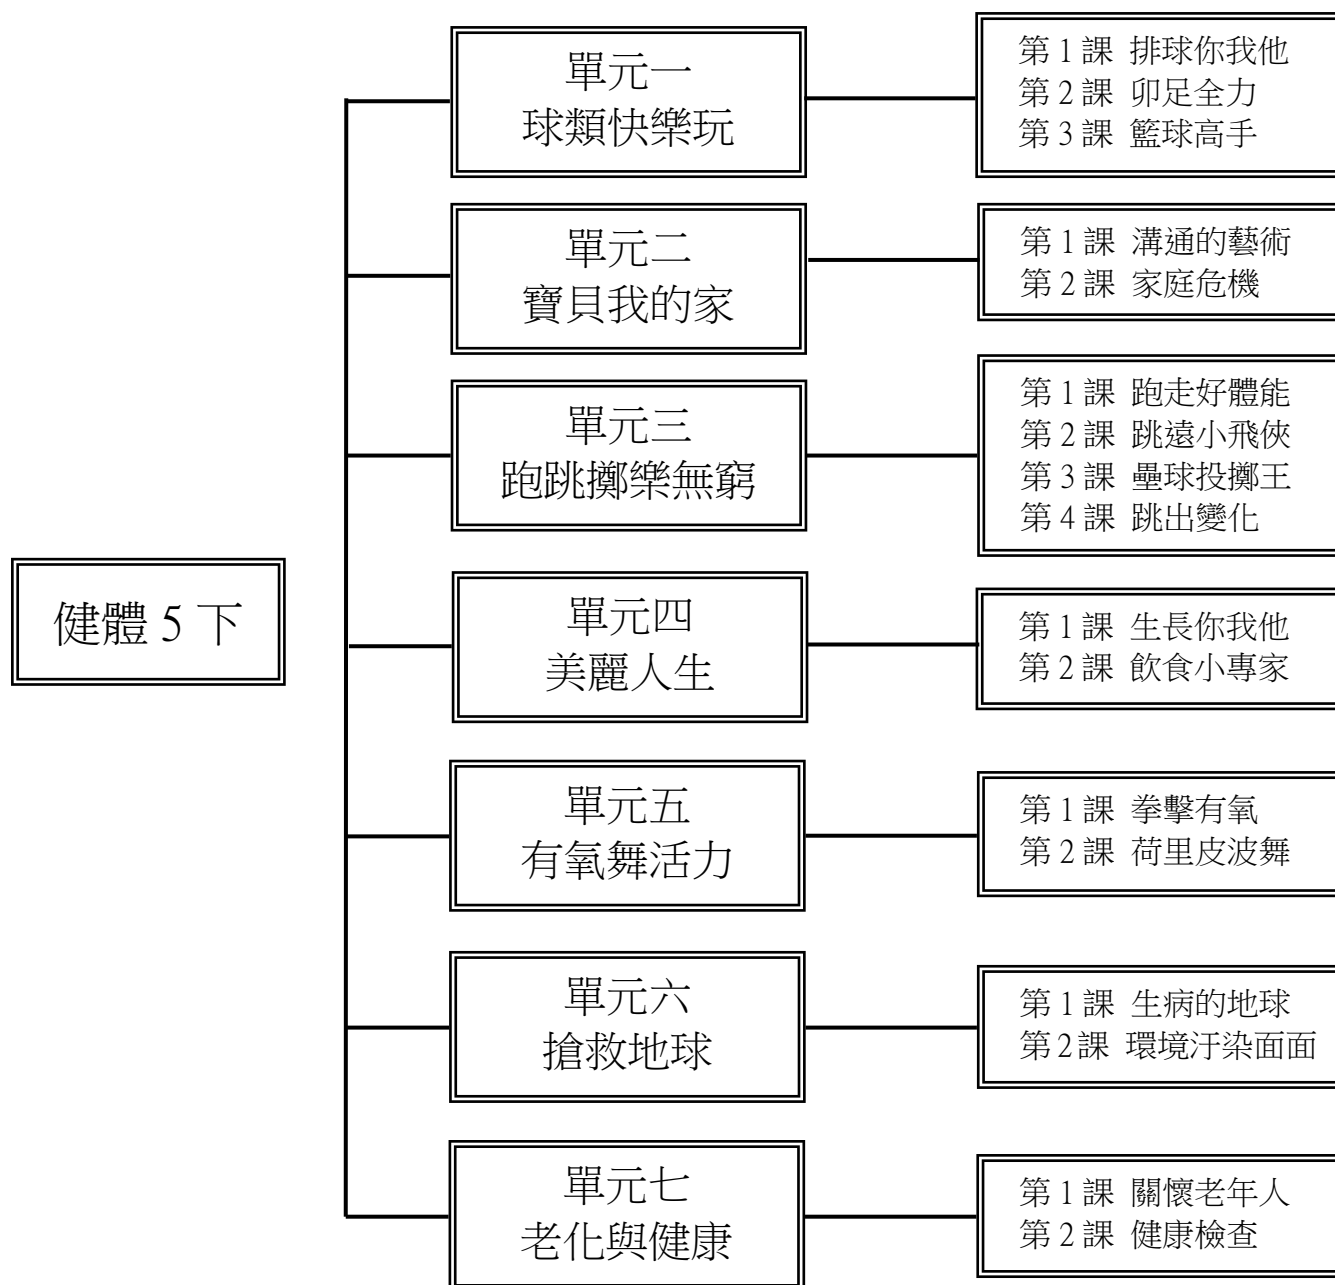 健體 5 下
單元一
球類快樂玩
第 1 課 排球你我他
第 2 課 卯足全力
第 3 課 籃球高手
單元二
寶貝我的家
第 1 課 溝通的藝術
第 2 課 家庭危機
單元三
跑跳擲樂無窮
第 1 課 跑走好體能
第 2 課 跳遠小飛俠
第 3 課 壘球投擲王
第 4 課 跳出變化
單元四
美麗人生
第 1 課 生長你我他
第 2 課 飲食小專家
單元五
有氧舞活力
第 1 課 拳擊有氧
第 2 課 荷里皮波舞
單元六
搶救地球
第 1 課 生病的地球
第 2 課 環境汙染面面
單元七
老化與健康
第 1 課 關懷老年人
第 2 課 健康檢查